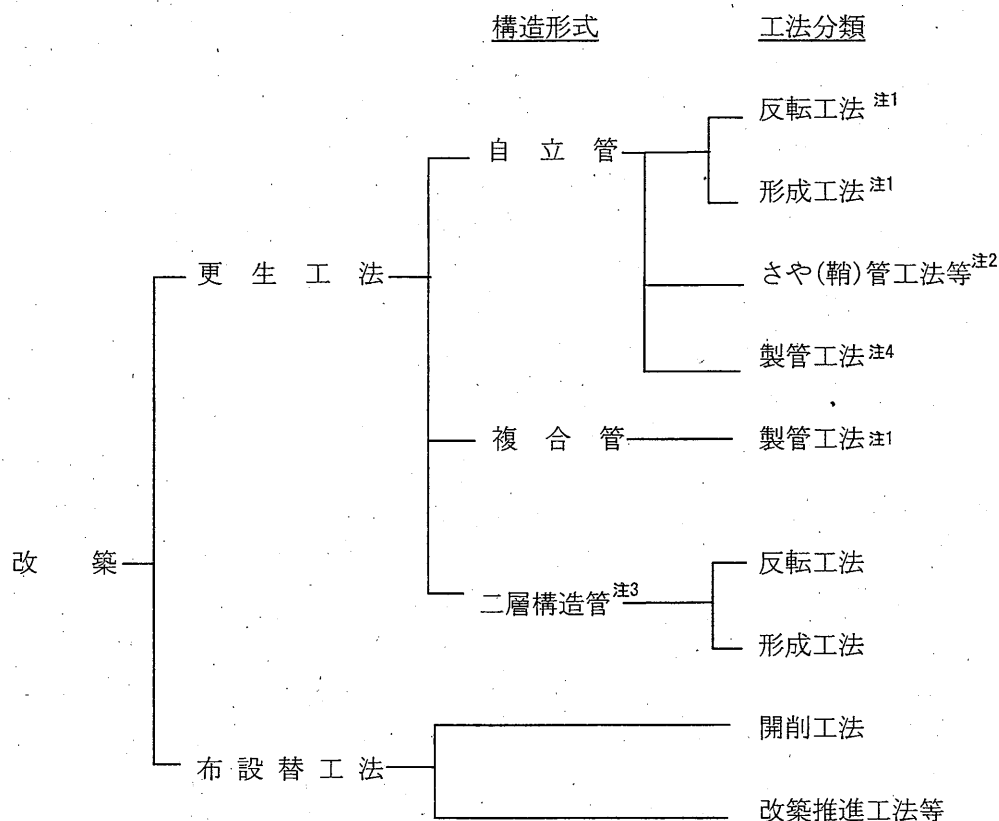 構造形式 工法分類
反転工法 注1
自立管
形成工法 注1
更生工法
さや(鞘)管工法等 注2
製管工法 注4
複合管
製管工法 注1
改築
反転工法
二層構造管 注3
形成工法
開削工法
布設替工法
改築推進工法等